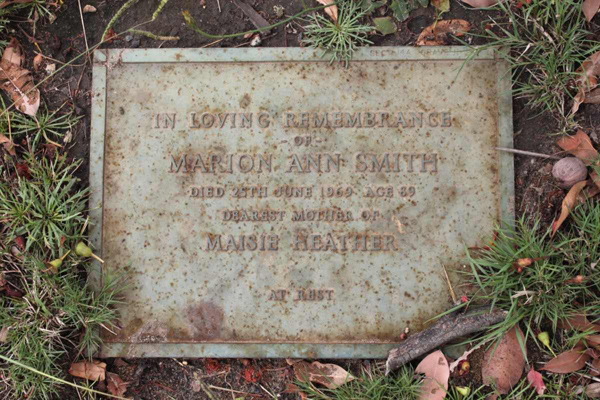 IN LOVING REMEMBRANCE
OF
MARION ANN SMITH
DIED 25TH JUNE 1969 AGE 89
DEAREST MOTHER OF
MAISIE HEATHER
AT REST